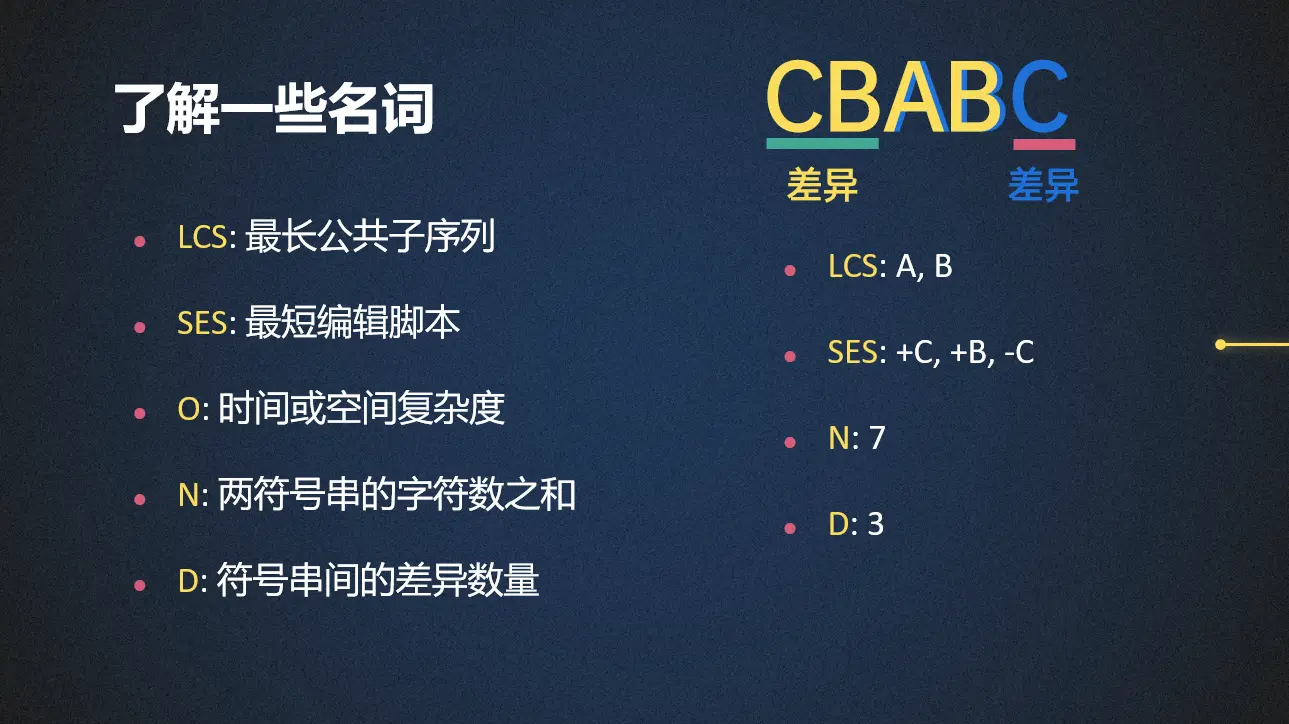 了解一些名词
LCS: 最长公共子序列
SES: 最短编辑脚本
O: 时间或空间复杂度
N: 两符号串的字符数之和
D: 符号串间的差异数量
CBABC
差异 差异
LCS: A, B
SES: +C, +B, -C
N: 7
D: 3